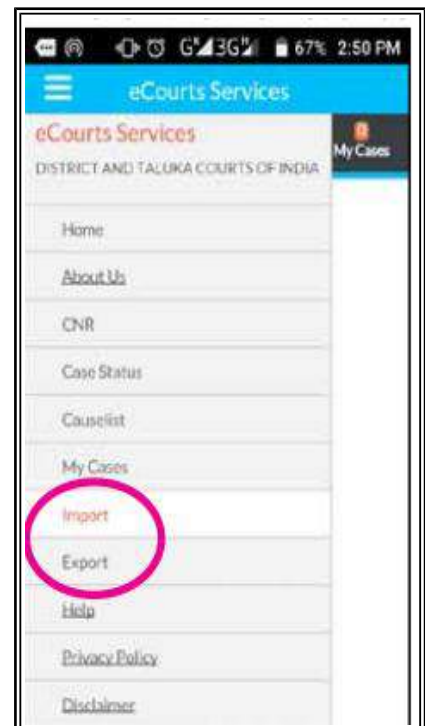 G 3G 67% 2:50 PM
eCourts Services
eCourts Services
DISTRICT AND TALUKA COURTS OF INDIA
My Cases
Home
About Us
CNR
Case Status
Causelist
My Cases
Import
Export
Help
Privacy Policy
Disclaimer